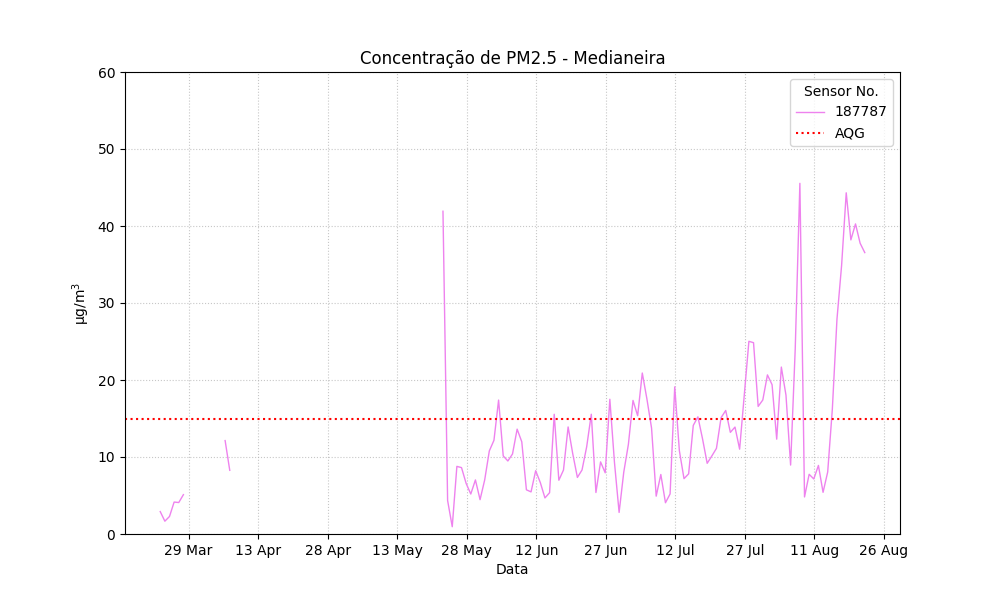 Concentração de PM2.5 - Medianeira
Sensor No.
187787
AQG
60
50
40
30
20
10
0
µg/m³
29 Mar
13 Apr
28 Apr
13 May
28 May
12 Jun
27 Jun
12 Jul
27 Jul
11 Aug
26 Aug
Data